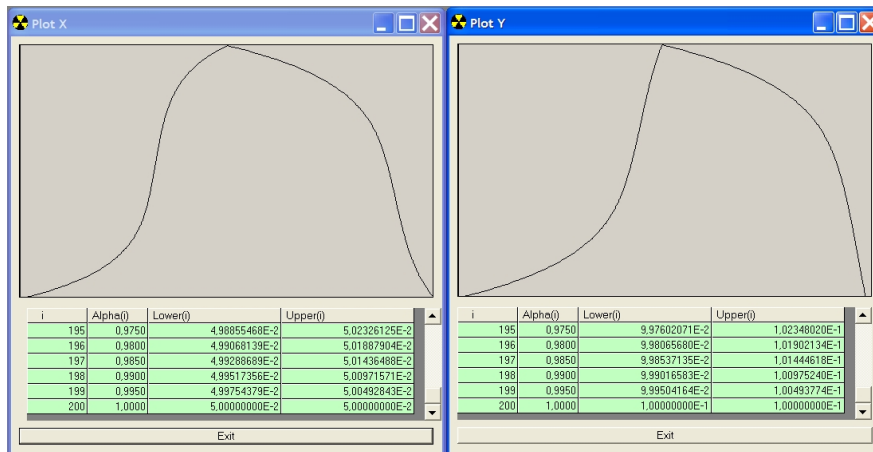 Plot X
i Alpha(i) Lower(i) Upper(i)
195 0,9750 4,98855468E-2 5,02326125E-2
196 0,9800 4,99068139E-2 5,01887904E-2
197 0,9850 4,99288689E-2 5,01436488E-2
198 0,9900 4,99517356E-2 5,00971571E-2
199 0,9950 4,99754379E-2 5,00492843E-2
200 1,0000 5,00000000E-2 5,00000000E-2
Exit
Plot Y
i Alpha(i) Lower(i) Upper(i)
195 0,9750 9,97602071E-2 1,02348020E-1
196 0,9800 9,98065680E-2 1,01902134E-1
197 0,9850 9,98537135E-2 1,01444618E-1
198 0,9900 9,99016583E-2 1,00975240E-1
199 0,9950 9,99504164E-2 1,00493774E-1
200 1,0000 1,00000000E-1 1,00000000E-1
Exit